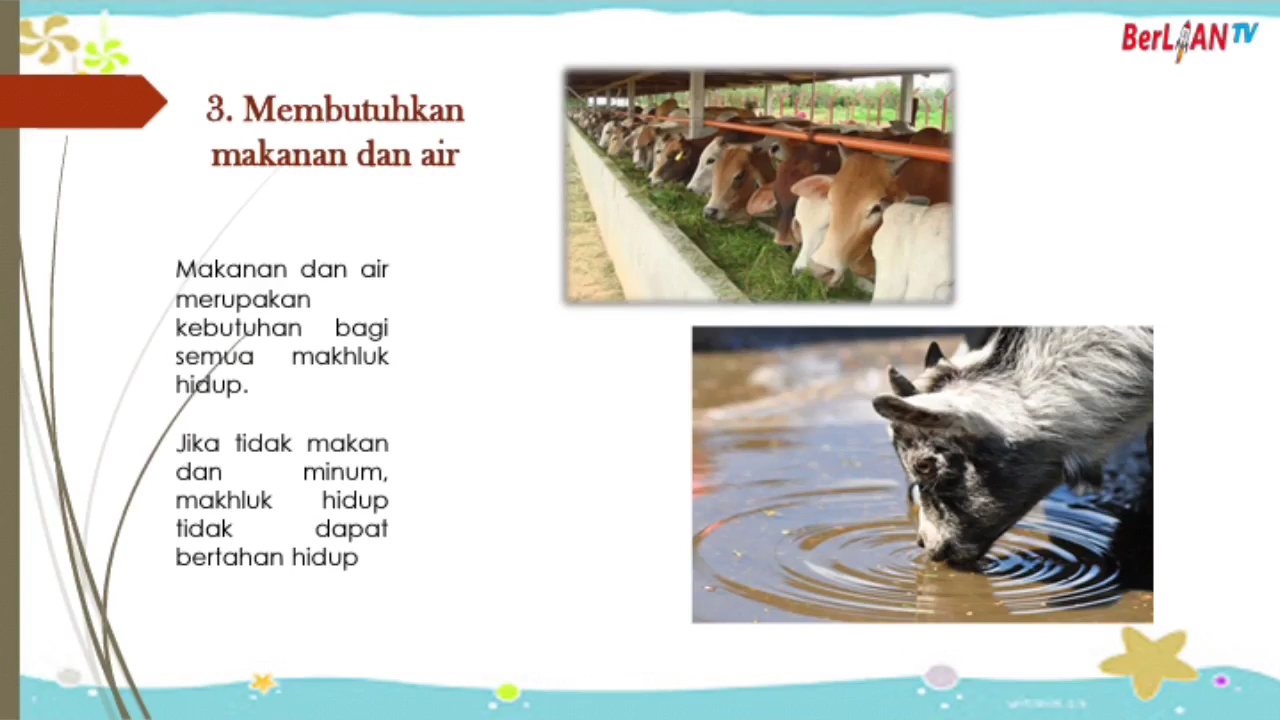 BerLIAN TV
3. Membutuhkan
makanan dan air
Makanan dan air
merupakan
kebutuhan bagi
semua makhluk
hidup.
Jika tidak makan
dan minum,
makhluk hidup
tidak dapat
bertahan hidup